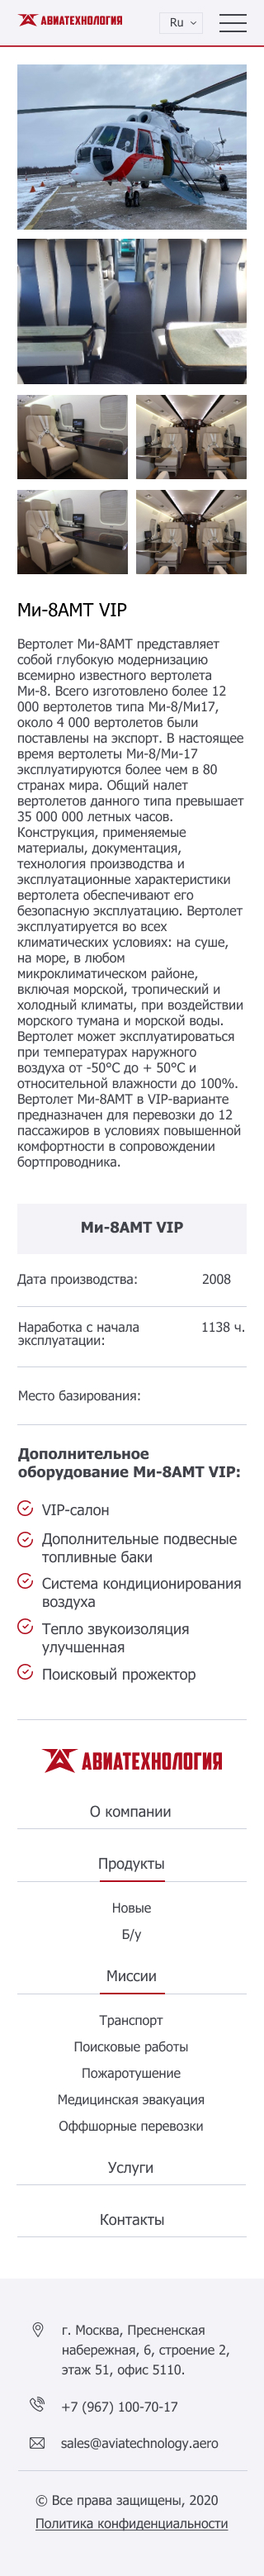 АВИАТЕХНОЛОГИЯ
Ru
Ми-8АМТ VIP
Вертолет Ми-8АМТ представляет
собой глубокую модернизацию
всемирно известного вертолета
Ми-8. Всего изготовлено более 12
000 вертолетов типа Ми-8/Ми17,
около 4 000 вертолетов были
поставлены на экспорт. В настоящее
время вертолеты Ми-8/Ми-17
эксплуатируются более чем в 80
странах мира. Общий налет
вертолетов данного типа превышает
35 000 000 летных часов.
Конструкция, применяемые
материалы, документация,
технология производства и
эксплуатационные характеристики
вертолета обеспечивают его
безопасную эксплуатацию. Вертолет
эксплуатируется во всех
климатических условиях: на суше,
на море, в любом
микроклиматическом районе,
включая морской, тропический и
холодный климаты, при воздействии
морского тумана и морской воды.
Вертолет может эксплуатироваться
при температурах наружного
воздуха от -50°С до + 50°С и
относительной влажности до 100%.
Вертолет Ми-8АМТ в VIP-варианте
предназначен для перевозки до 12
пассажиров в условиях повышенной
комфортности в сопровождении
бортпроводника.
Ми-8АМТ VIP
Дата производства: 2008
Наработка с начала 1138 ч.
эксплуатации:
Место базирования:
Дополнительное
оборудование Ми-8АМТ VIP:
VIP-салон
Дополнительные подвесные
топливные баки
Система кондиционирования
воздуха
Тепло звукоизоляция
улучшенная
Поисковый прожектор
АВИАТЕХНОЛОГИЯ
О компании
Продукты
Новые
Б/у
Миссии
Транспорт
Поисковые работы
Пожаротушение
Медицинская эвакуация
Оффшорные перевозки
Услуги
Контакты
г. Москва, Пресненская
набережная, 6, строение 2,
этаж 51, офис 5110.
+7 (967) 100-70-17
sales@aviatechnology.aero
© Все права защищены, 2020
Политика конфиденциальности